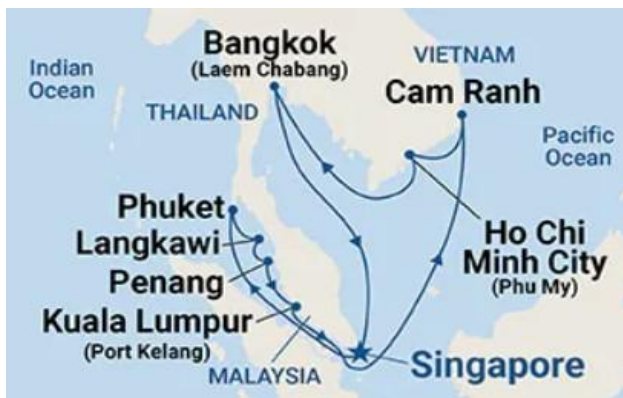 Bangkok
(Laem Chabang)
VIETNAM
Indian
Ocean
Cam Ranh
THAILAND
Pacific
Ocean
Phuket
Langkawi
Ho Chi
Minh City
(Phu My)
Penang
Kuala Lumpur
(Port Kelang)
Singapore
MALAYSIA